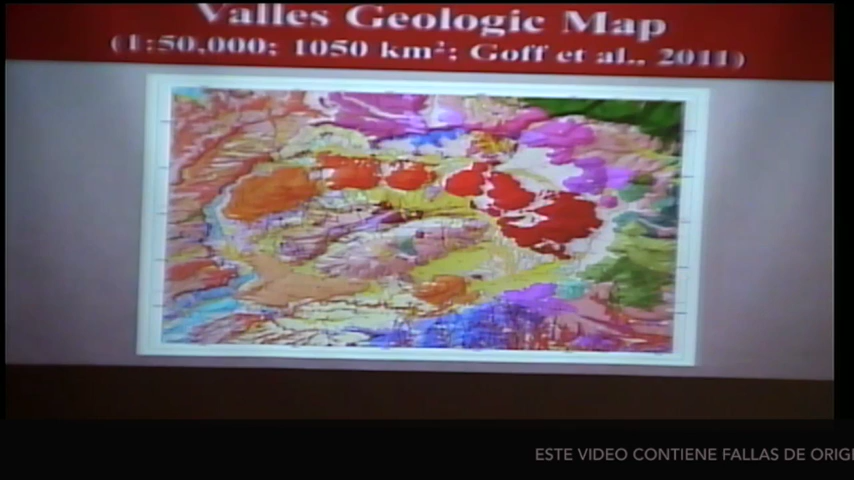 Valles Geologic Map
(1:50,000; 1050 km²; Goff et al., 2011)
ESTE VIDEO CONTIENE FALLAS DE ORIG